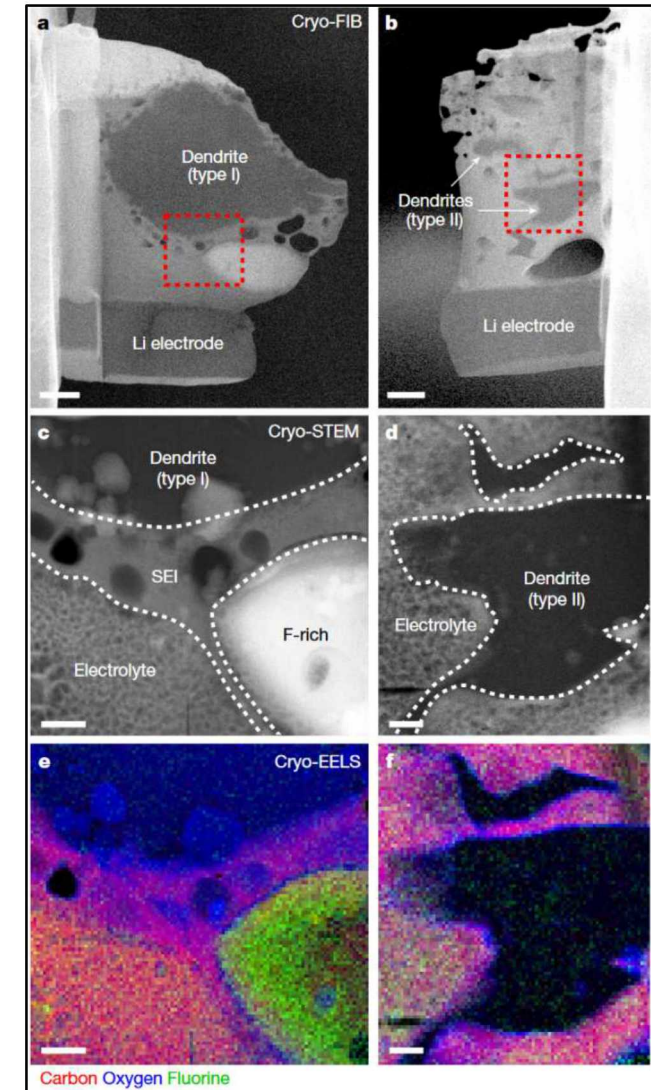 a
Cryo-FIB
Dendrite
(type I)
Li electrode
b
Dendrites
(type II)
Li electrode
c
Cryo-STEM
Dendrite
(type I)
SEI
F-rich
Electrolyte
d
Dendrite
(type II)
Electrolyte
e
Cryo-EELS
f
Carbon Oxygen Fluorine